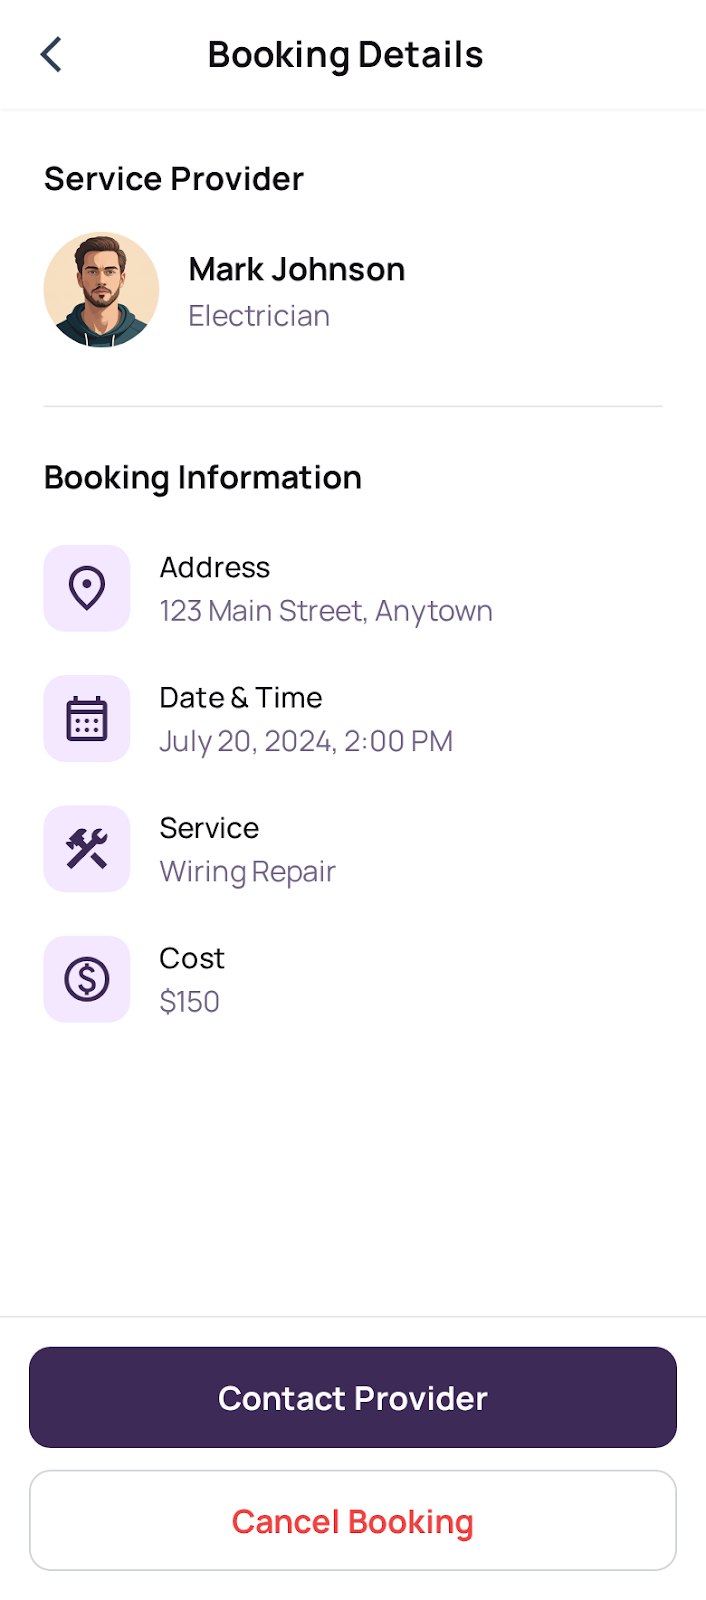 Booking Details
Service Provider
Mark Johnson
Electrician
Booking Information
Address
123 Main Street, Anytown
Date & Time
July 20, 2024, 2:00 PM
Service
Wiring Repair
Cost
$150
Contact Provider
Cancel Booking